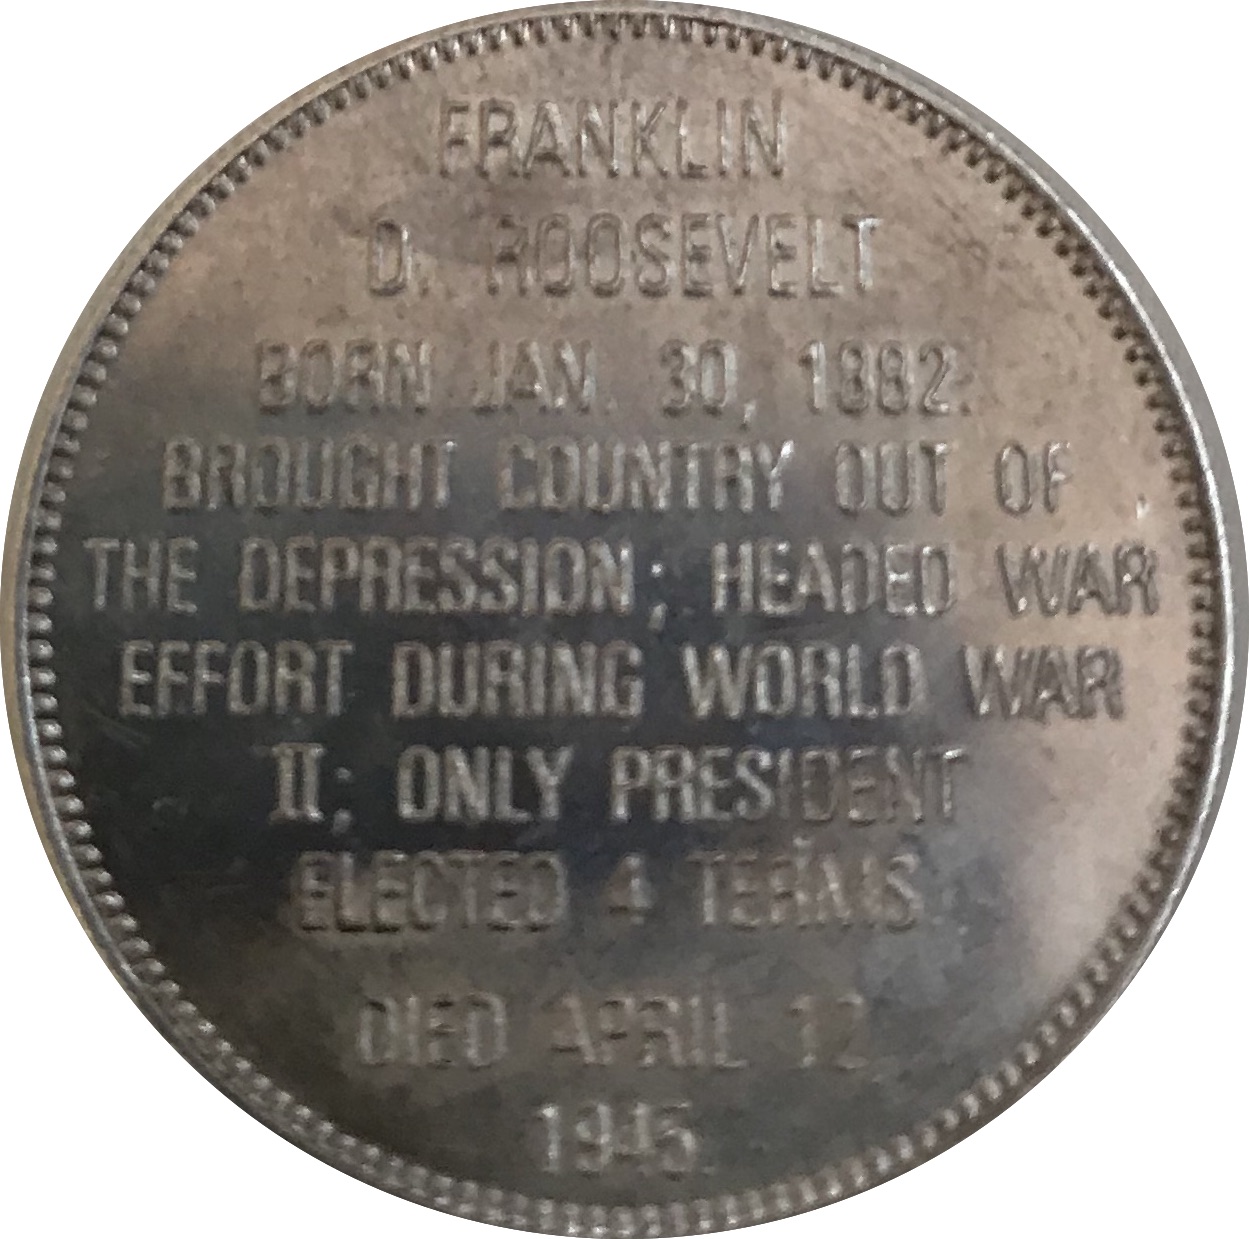 FRANKLIN
D. ROOSEVELT
BORN JAN. 30, 1882.
BROUGHT COUNTRY OUT OF
THE DEPRESSION; HEADED WAR
EFFORT DURING WORLD WAR
II; ONLY PRESIDENT
ELECTED 4 TERMS
DIED APRIL 12
1945.